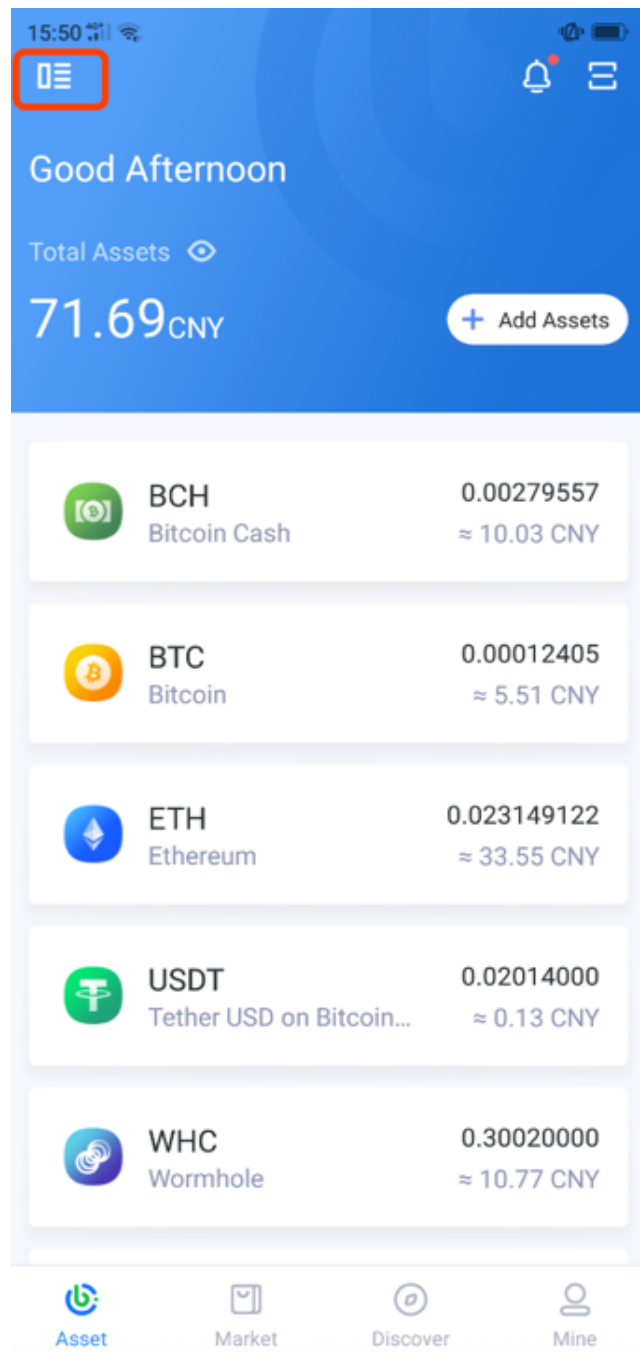 15:50
Good Afternoon
Total Assets
71.69CNY
+ Add Assets
BCH 0.00279557
Bitcoin Cash ≈ 10.03 CNY
BTC 0.00012405
Bitcoin ≈ 5.51 CNY
ETH 0.023149122
Ethereum ≈ 33.55 CNY
USDT 0.02014000
Tether USD on Bitcoin... ≈ 0.13 CNY
WHC 0.30020000
Wormhole ≈ 10.77 CNY
Asset Market Discover Mine